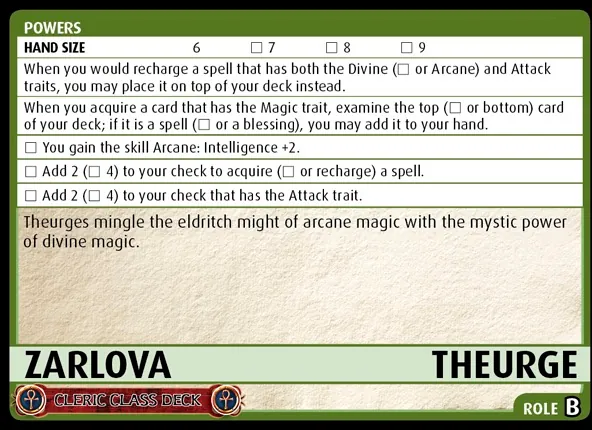 POWERS
HAND SIZE 6 □ 7 □ 8 □ 9
When you would recharge a spell that has both the Divine (□ or Arcane) and Attack
traits, you may place it on top of your deck instead.
When you acquire a card that has the Magic trait, examine the top (□ or bottom) card
of your deck; if it is a spell (□ or a blessing), you may add it to your hand.
□ You gain the skill Arcane: Intelligence +2.
□ Add 2 (□ 4) to your check to acquire (□ or recharge) a spell.
□ Add 2 (□ 4) to your check that has the Attack trait.
Theurges mingle the eldritch might of arcane magic with the mystic power
of divine magic.
ZARLOVA THEURGE
CLERIC CLASS DECK
ROLE B